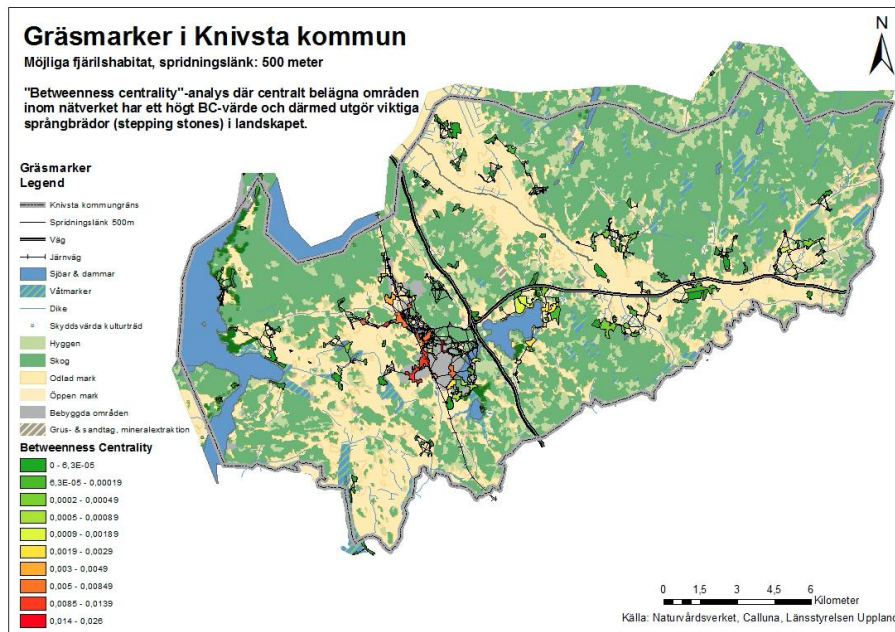 Gräsmarker i Knivsta kommun
Möjliga fjärilshabitat, spridningslänk: 500 meter
"Betweenness centrality"-analys där centralt belägna områden
inom nätverket har ett högt BC-värde och därmed utgör viktiga
språngbrädor (stepping stones) i landskapet.
N
Gräsmarker
Legend
Knivsta kommungräns
Spridningslänk 500m
Väg
Järnväg
Sjöar & dammar
Våtmarker
Dike
Skyddsvärda kulturträd
Hyggen
Skog
Odlad mark
Öppen mark
Bebyggda områden
Grus- & sandtag, mineralextraktion
Betweenness Centrality
0 - 6,3E-05
6,3E-05 - 0,00019
0,0002 - 0,00049
0,0005 - 0,00089
0,0009 - 0,00189
0,0019 - 0,0029
0,003 - 0,0049
0,005 - 0,00849
0,0085 - 0,0139
0,014 - 0,026
0 1,5 3 4,5 6
Kilometer
Källa: Naturvårdsverket, Calluna, Länsstyrelsen Uppland